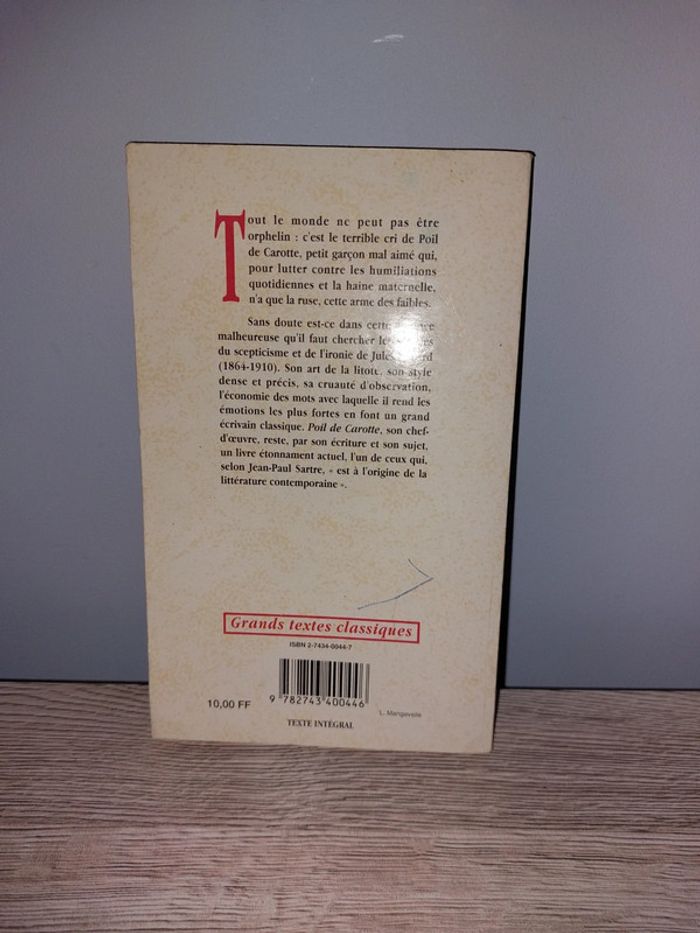 Tout le monde ne peut pas être
orphelin : c'est le terrible cri de Poil
de Carotte, petit garçon mal aimé qui,
pour lutter contre les humiliations
quotidiennes et la haine maternelle,
n'a que la ruse, cette arme des faibles.
Sans doute est-ce dans cette
malheureuse qu'il faut chercher
du scepticisme et de l'ironie de
(1864-1910). Son art de la litote, son style
dense et précis, sa cruauté d'observation,
l'économie des mots avec laquelle il rend les
émotions les plus fortes en font un grand
écrivain classique. Poil de Carotte, son chef-
d'œuvre, reste, par son écriture et son sujet,
un livre étonnamment actuel, l'un de ceux qui,
selon Jean-Paul Sartre, « est à l'origine de la
littérature contemporaine ».
Grands textes classiques
ISBN 2-7434-0044-7
10,00 FF
9 782743 400446
L. Mangeveile
TEXTE INTÉGRAL